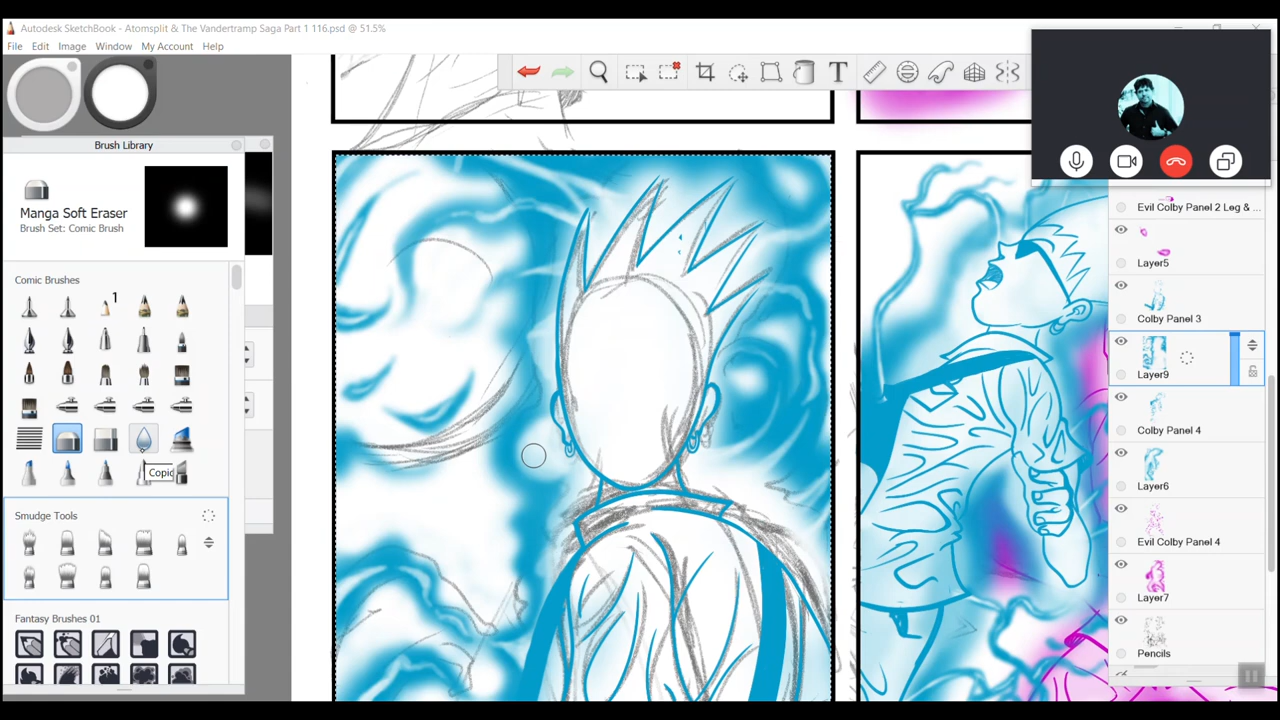 Autodesk SketchBook - Atomsplit & The Vandertramp Saga Part 1 116.psd @ 51.5%
File Edit Image Window My Account Help
T
Brush Library
Manga Soft Eraser
Brush Set: Comic Brush
Comic Brushes
1
Copic
Smudge Tools
Fantasy Brushes 01
Evil Colby Panel 2 Leg & ...
Layer5
Colby Panel 3
Layer9
Colby Panel 4
Layer6
Evil Colby Panel 4
Layer7
Pencils